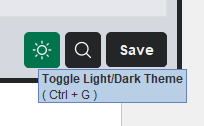 Save
Toggle Light/Dark Theme
( Ctrl + G )